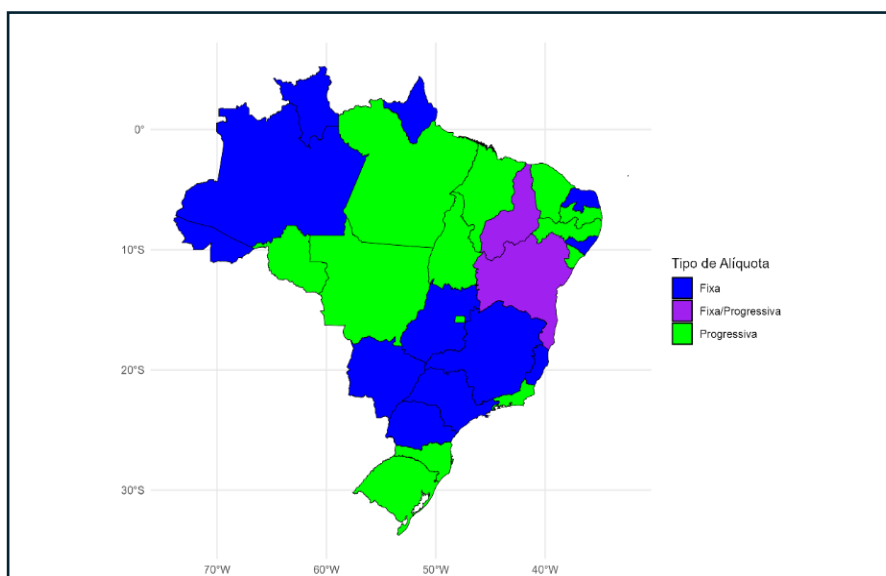 0°
10°S
20°S
30°S
70°W
60°W
50°W
40°W
Tipo de Alíquota
Fixa
Fixa/Progressiva
Progressiva